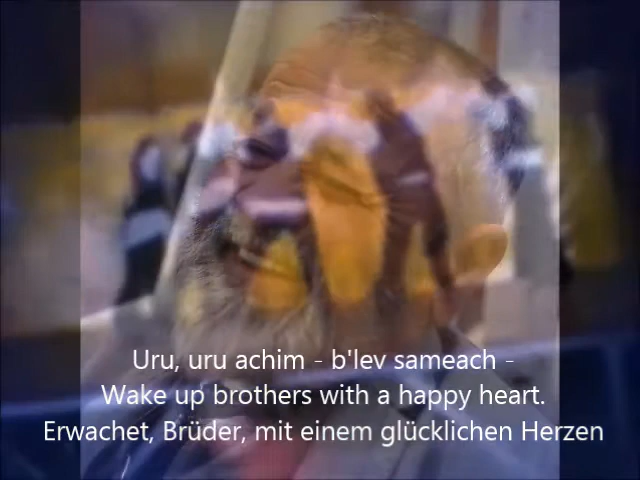 Uru, uru achim - b'lev sameach -
Wake up brothers with a happy heart.
Erwachet, Brüder, mit einem glücklichen Herzen